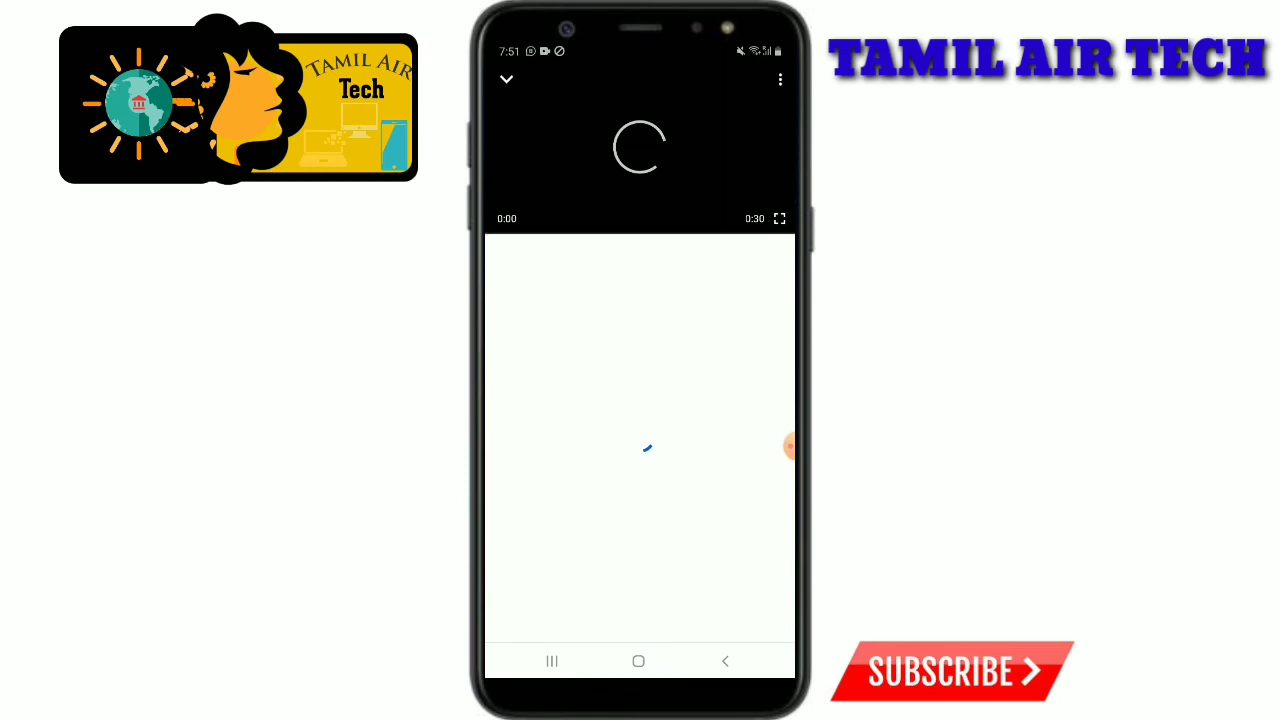 TAMIL AIR
Tech
TAMIL AIR TECH
7:51
0:00
0:30
SUBSCRIBE